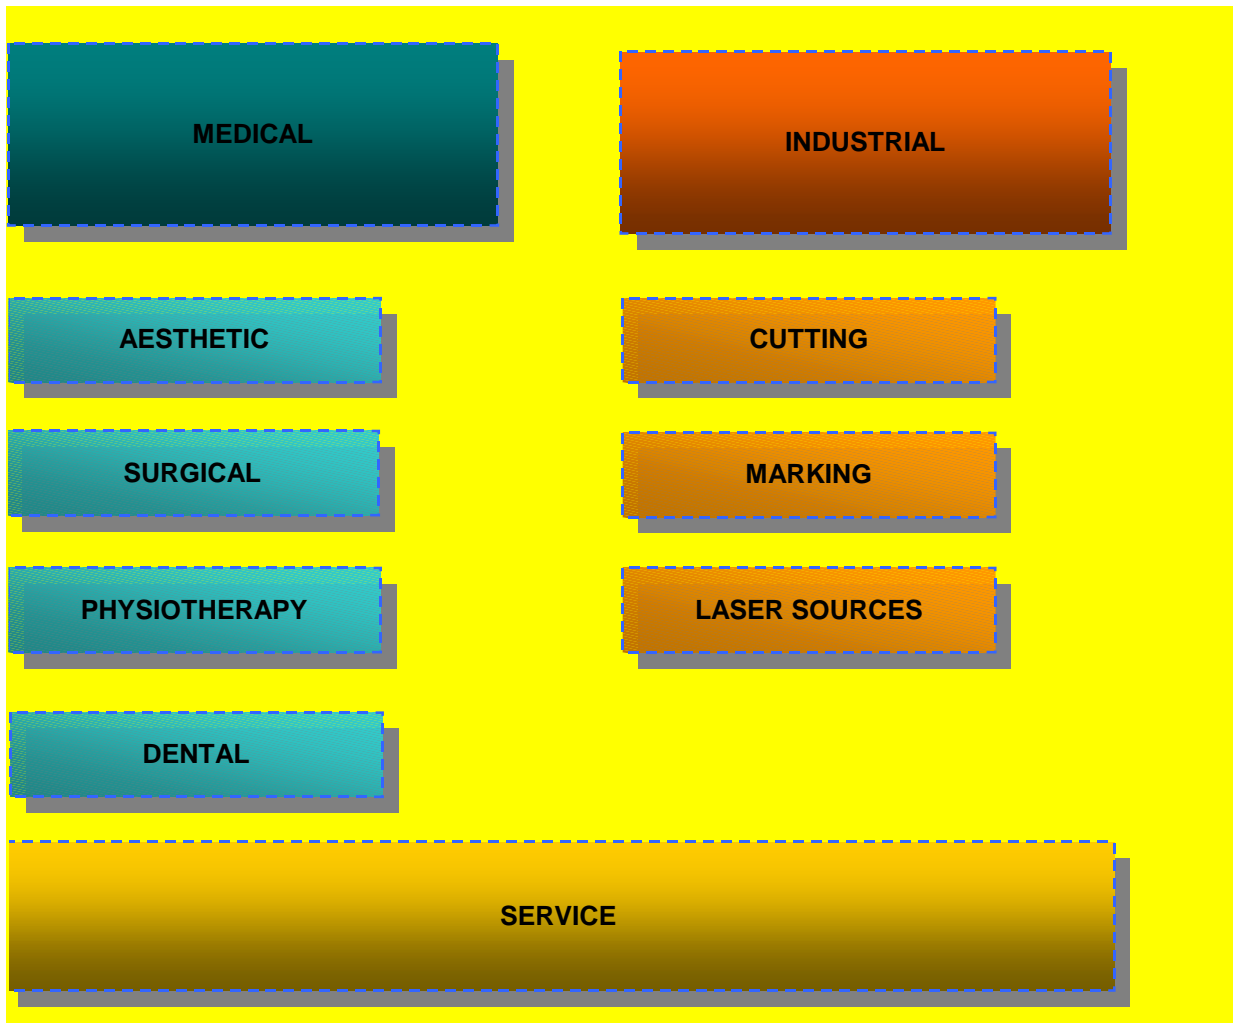 MEDICAL
INDUSTRIAL
AESTHETIC
CUTTING
SURGICAL
MARKING
PHYSIOTHERAPY
LASER SOURCES
DENTAL
SERVICE